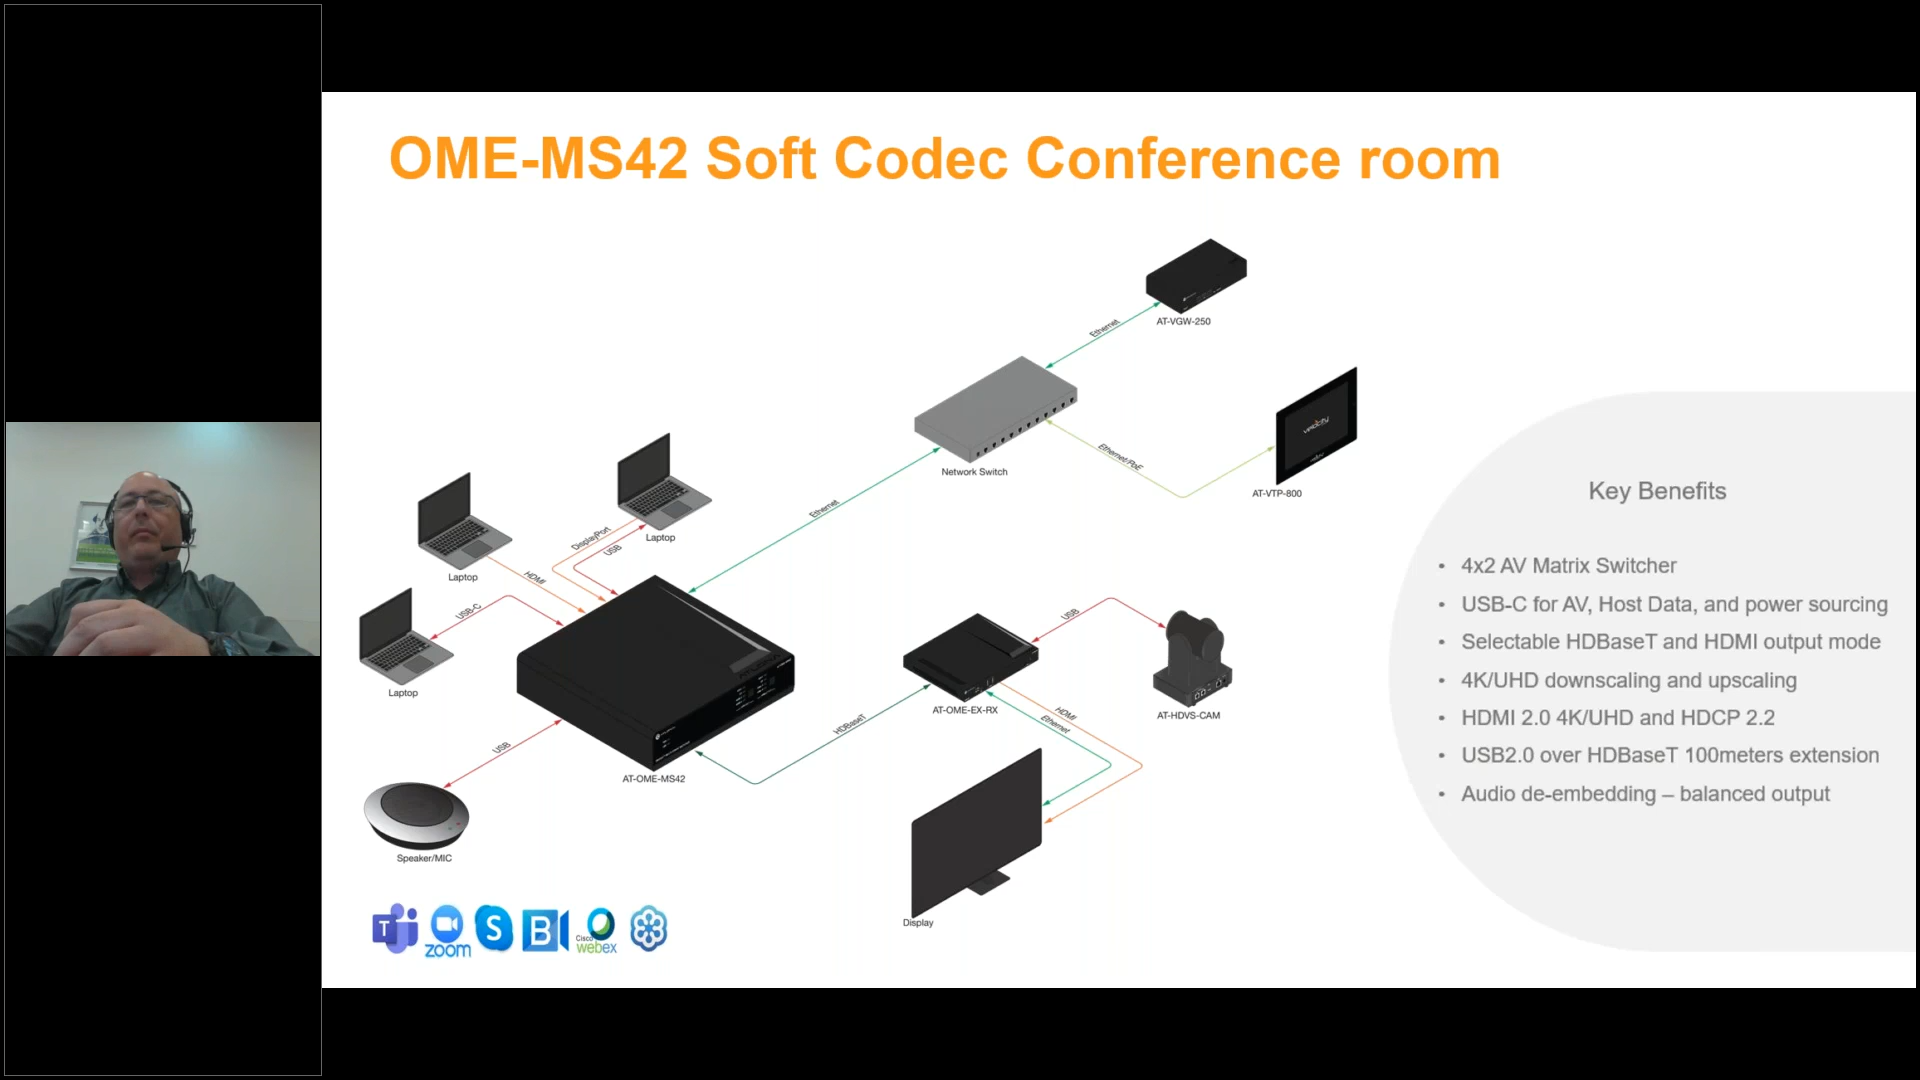 OME-MS42 Soft Codec Conference room
AT-VGW-250
Ethernet
Network Switch
Ethernet/PoE
velocity
AT-VTP-800
Ethernet
Laptop
DisplayPort
USB
Laptop
HDMI
USB-C
Laptop
USB
AT-OME-MS42
Speaker/MIC
HDBaseT
AT-OME-EX-RX
USB
AT-HDVS-CAM
HDMI
Ethernet
Display
Key Benefits
• 4x2 AV Matrix Switcher
• USB-C for AV, Host Data, and power sourcing
• Selectable HDBaseT and HDMI output mode
• 4K/UHD downscaling and upscaling
• HDMI 2.0 4K/UHD and HDCP 2.2
• USB2.0 over HDBaseT 100meters extension
• Audio de-embedding – balanced output
T
zoom
S
B
Cisco
webex